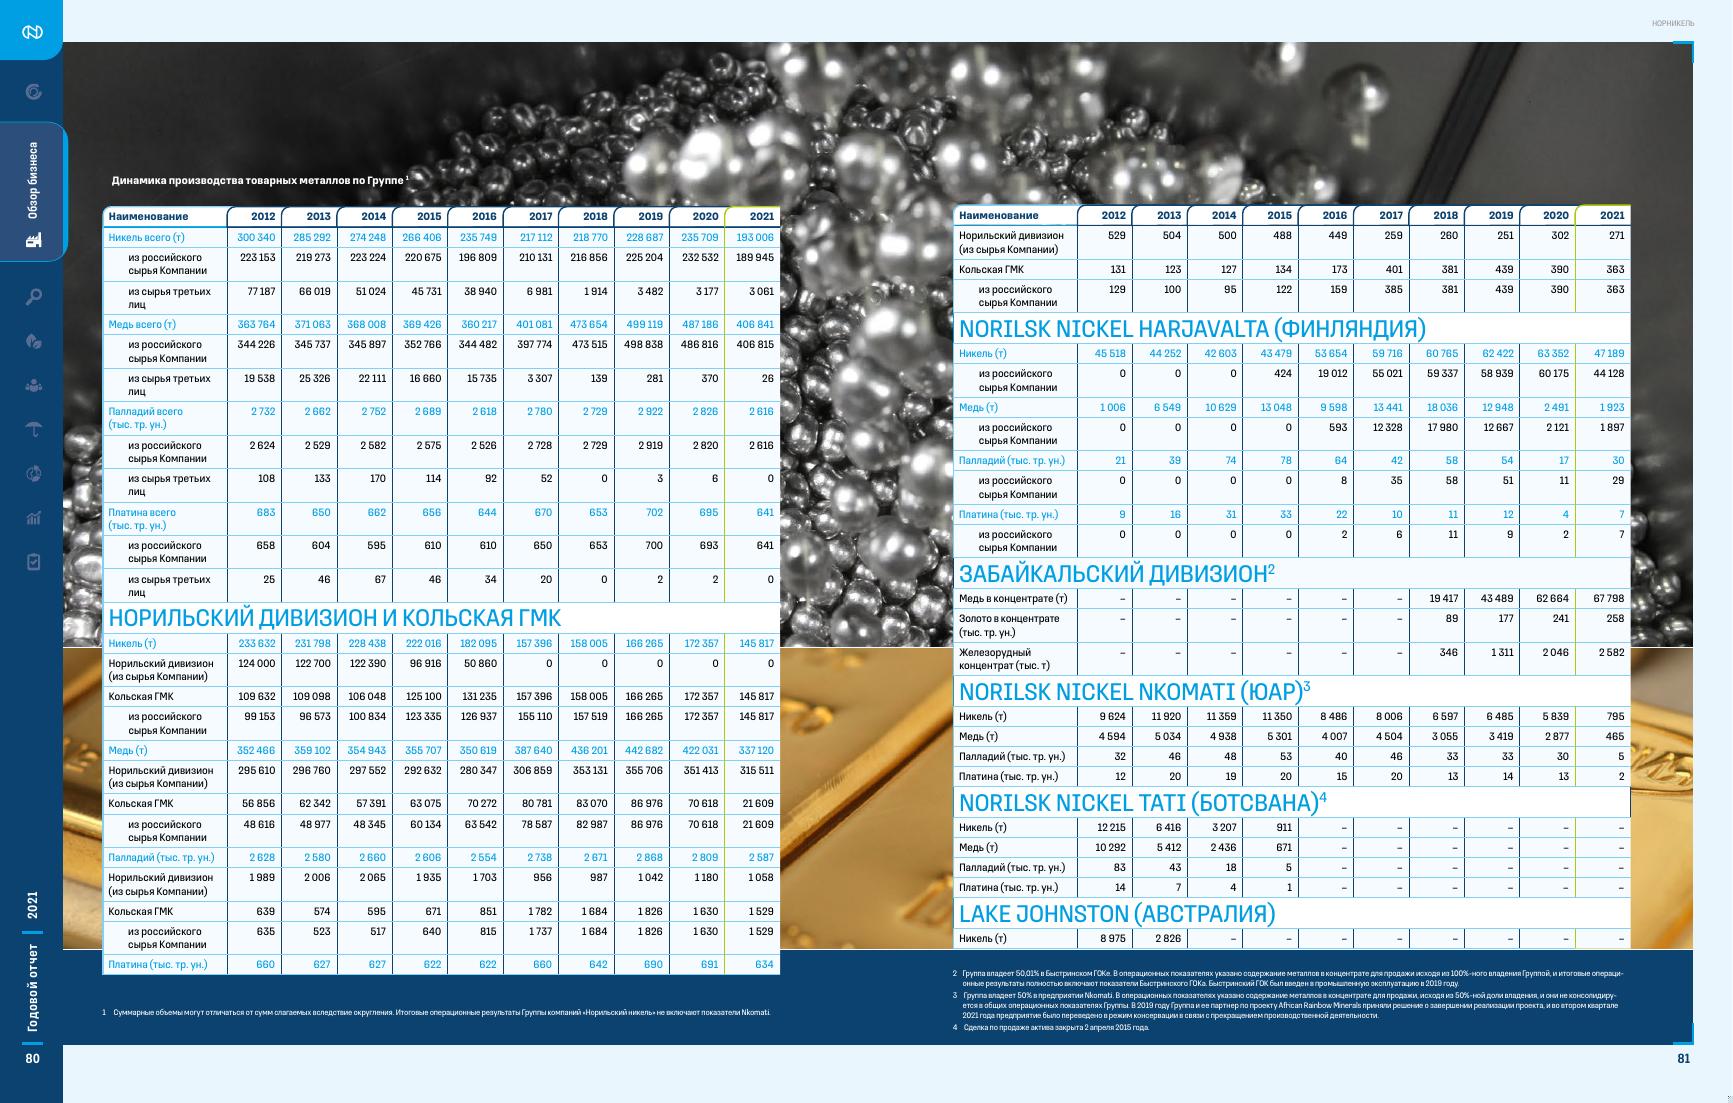 НОРНИКЕЛЬ
Обзор бизнеса
Годовой отчет | 2021
80
Динамика производства товарных металлов по Группе 1
Наименование 2012 2013 2014 2015 2016 2017 2018 2019 2020 2021
Никель всего (т) 300 340 285 292 274 248 266 406 235 749 217 112 218 770 228 687 235 709 193 006
из российского 223 153 219 273 223 224 220 675 196 809 210 131 216 856 225 204 232 532 189 945
сырья Компании
из сырья третьих 77 187 66 019 51 024 45 731 38 940 6 981 1 914 3 482 3 177 3 061
лиц
Медь всего (т) 363 764 371 063 368 008 369 426 360 217 401 081 473 654 499 119 487 186 406 841
из российского 344 226 345 737 345 897 352 766 344 482 397 774 473 515 498 838 486 816 406 815
сырья Компании
из сырья третьих 19 538 25 326 22 111 16 660 15 735 3 307 139 281 370 26
лиц
Палладий всего 2 732 2 662 2 752 2 689 2 618 2 780 2 729 2 922 2 826 2 616
(тыс. тр. ун.)
из российского 2 624 2 529 2 582 2 575 2 526 2 728 2 729 2 919 2 820 2 616
сырья Компании
из сырья третьих 108 133 170 114 92 52 0 3 6 0
лиц
Платина всего 683 650 662 656 644 670 653 702 695 641
(тыс. тр. ун.)
из российского 658 604 595 610 610 650 653 700 693 641
сырья Компании
из сырья третьих 25 46 67 46 34 20 0 2 2 0
лиц
НОРИЛЬСКИЙ ДИВИЗИОН И КОЛЬСКАЯ ГМК
Никель (т) 233 632 231 798 228 438 222 016 182 095 157 396 158 005 166 265 172 357 145 817
Норильский дивизион 124 000 122 700 122 390 96 916 50 860 0 0 0 0 0
(из сырья Компании)
Кольская ГМК 109 632 109 098 106 048 125 100 131 235 157 396 158 005 166 265 172 357 145 817
из российского 99 153 96 573 100 834 123 335 126 937 155 110 157 519 166 265 172 357 145 817
сырья Компании
Медь (т) 352 466 359 102 354 943 355 707 350 619 387 640 436 201 442 682 422 031 337 120
Норильский дивизион 295 610 296 760 297 552 292 632 280 347 306 859 353 131 355 706 351 413 315 511
(из сырья Компании)
Кольская ГМК 56 856 62 342 57 391 63 075 70 272 80 781 83 070 86 976 70 618 21 609
из российского 48 616 48 977 48 345 60 134 63 542 78 587 82 987 86 976 70 618 21 609
сырья Компании
Палладий (тыс. тр. ун.) 2 628 2 580 2 660 2 606 2 554 2 738 2 671 2 868 2 809 2 587
Норильский дивизион 1 989 2 006 2 065 1 935 1 703 956 987 1 042 1 180 1 058
(из сырья Компании)
Кольская ГМК 639 574 595 671 851 1 782 1 684 1 826 1 630 1 529
из российского 635 523 517 640 815 1 737 1 684 1 826 1 630 1 529
сырья Компании
Платина (тыс. тр. ун.) 660 627 627 622 622 660 642 690 691 634
1 Суммарные объемы могут отличаться от сумм слагаемых вследствие округления. Итоговые операционные результаты Группы компаний «Норильский никель» не включают показатели Nkomati.
Наименование 2012 2013 2014 2015 2016 2017 2018 2019 2020 2021
Норильский дивизион 529 504 500 488 449 259 260 251 302 271
(из сырья Компании)
Кольская ГМК 131 123 127 134 173 401 381 439 390 363
из российского 129 100 95 122 159 385 381 439 390 363
сырья Компании
NORILSK NICKEL HARJAVALTA (ФИНЛЯНДИЯ)
Никель (т) 45 518 44 252 42 603 43 479 53 654 59 716 60 765 62 422 63 352 47 189
из российского 0 0 0 424 19 012 55 021 59 337 58 939 60 175 44 128
сырья Компании
Медь (т) 1 006 6 549 10 629 13 048 9 598 13 441 18 036 12 948 2 491 1 923
из российского 0 0 0 0 593 12 328 17 980 12 667 2 121 1 897
сырья Компании
Палладий (тыс. тр. ун.) 21 39 74 78 64 42 58 54 17 30
из российского 0 0 0 0 8 35 58 51 11 29
сырья Компании
Платина (тыс. тр. ун.) 9 16 31 33 22 10 11 12 4 7
из российского 0 0 0 0 2 6 11 9 2 7
сырья Компании
ЗАБАЙКАЛЬСКИЙ ДИВИЗИОН2
Медь в концентрате (т) – – – – – – 19 417 43 489 62 664 67 798
Золото в концентрате – – – – – – 89 177 241 258
(тыс. тр. ун.)
Железорудный – – – – – – 346 1 311 2 046 2 582
концентрат (тыс. т)
NORILSK NICKEL NKOMATI (ЮАР)3
Никель (т) 9 624 11 920 11 359 11 350 8 486 8 006 6 597 6 485 5 839 795
Медь (т) 4 594 5 034 4 938 5 301 4 007 4 504 3 055 3 419 2 877 465
Палладий (тыс. тр. ун.) 32 46 48 53 40 46 33 33 30 5
Платина (тыс. тр. ун.) 12 20 19 20 15 20 13 14 13 2
NORILSK NICKEL TATI (БОТСВАНА)4
Никель (т) 12 215 6 416 3 207 911 – – – – – –
Медь (т) 10 292 5 412 2 436 671 – – – – – –
Палладий (тыс. тр. ун.) 83 43 18 5 – – – – – –
Платина (тыс. тр. ун.) 14 7 4 1 – – – – – –
LAKE JOHNSTON (АВСТРАЛИЯ)
Никель (т) 8 975 2 826 – – – – – – – –
2 Группа владеет 50,01% в Быстринском ГОКе. В операционных показателях указано содержание металлов в концентрате для продажи исходя из 100%-ного владения Группой, и итоговые операци-
онные результаты полностью включают показатели Быстринского ГОКа. Быстринский ГОК был введен в промышленную эксплуатацию в 2019 году.
3 Группа владеет 50% в предприятии Nkomati. В операционных показателях указано содержание металлов в концентрате для продажи, исходя из 50%-ной доли владения, и они не консолидиру-
ется в общих операционных показателях Группы. В 2019 году Группа и ее партнер по проекту African Rainbow Minerals приняли решение о завершении реализации проекта, и во втором квартале
2021 года предприятие было переведено в режим консервации в связи с прекращением производственной деятельности.
4 Сделка по продаже актива закрыта 2 апреля 2015 года.
81